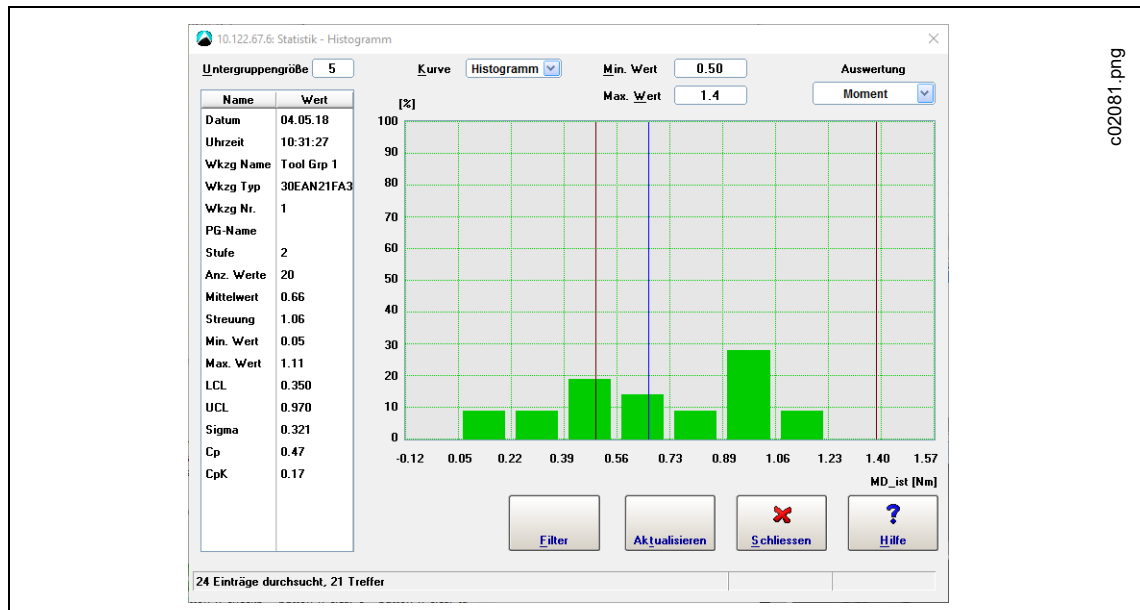 10.122.67.6: Statistik - Histogramm
Untergruppengröße 5 Kurve Histogramm Min. Wert 0.50 Auswertung
Max. Wert 1.4 Moment
Name Wert
Datum 04.05.18
Uhrzeit 10:31:27
Wkzg Name Tool Grp 1
Wkzg Typ 30EAN21FA3
Wkzg Nr. 1
PG-Name
Stufe 2
Anz. Werte 20
Mittelwert 0.66
Streuung 1.06
Min. Wert 0.05
Max. Wert 1.11
LCL 0.350
UCL 0.970
Sigma 0.321
Cp 0.47
CpK 0.17
[%]
100
90
80
70
60
50
40
30
20
10
0
-0.12 0.05 0.22 0.39 0.56 0.73 0.89 1.06 1.23 1.40 1.57
MD_ist [Nm]
Filter Aktualisieren Schliessen ? Hilfe
24 Einträge durchsucht, 21 Treffer
c02081.png